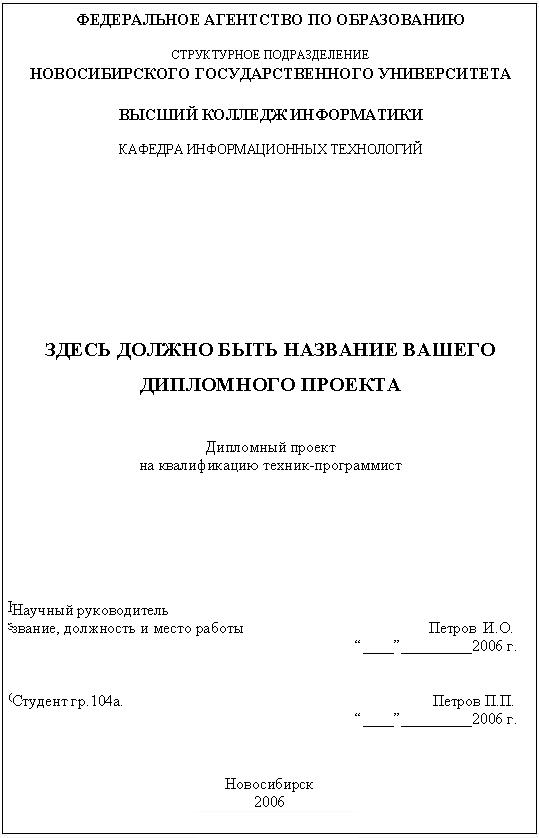 ФЕДЕРАЛЬНОЕ АГЕНТСТВО ПО ОБРАЗОВАНИЮ
СТРУКТУРНОЕ ПОДРАЗДЕЛЕНИЕ
НОВОСИБИРСКОГО ГОСУДАРСТВЕННОГО УНИВЕРСИТЕТА
ВЫСШИЙ КОЛЛЕДЖ ИНФОРМАТИКИ
КАФЕДРА ИНФОРМАЦИОННЫХ ТЕХНОЛОГИЙ
ЗДЕСЬ ДОЛЖНО БЫТЬ НАЗВАНИЕ ВАШЕГО
ДИПЛОМНОГО ПРОЕКТА
Дипломный проект
на квалификацию техник-программист
Научный руководитель
звание, должность и место работы Петров И.О.
“____”_________2006 г.
Студент гр.104а. Петров П.П.
“____”_________2006 г.
Новосибирск
2006